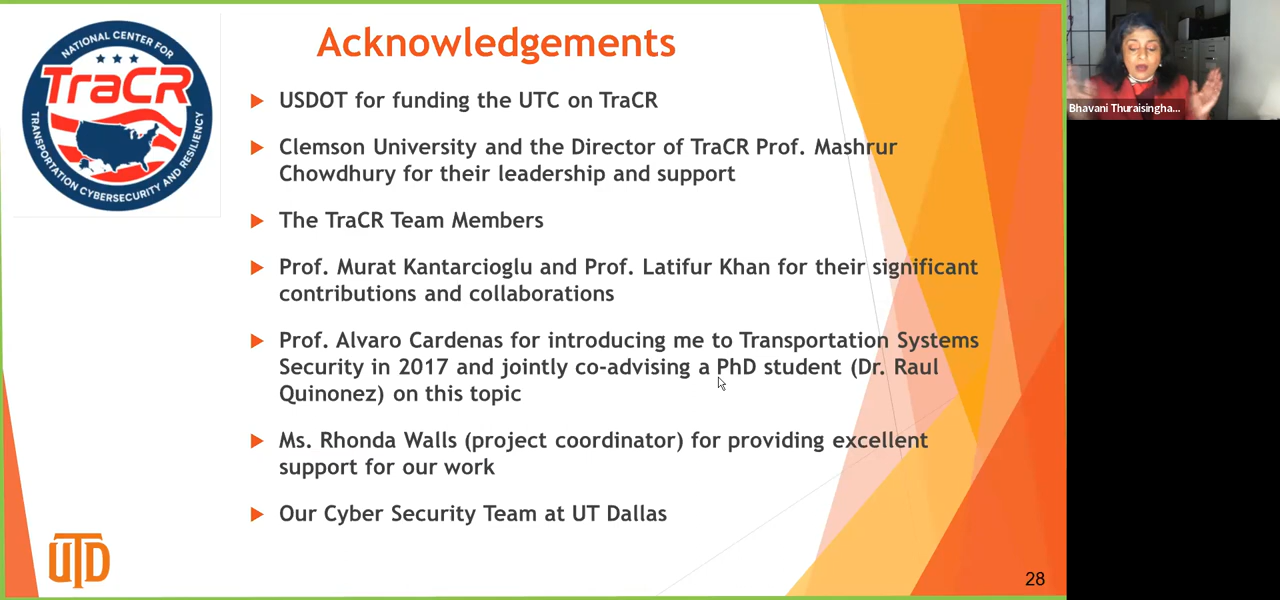 NATIONAL CENTER FOR
TraCR
TRANSPORTATION CYBERSECURITY AND RESILIENCY
Acknowledgements
USDOT for funding the UTC on TraCR
Clemson University and the Director of TraCR Prof. Mashrur
Chowdhury for their leadership and support
The TraCR Team Members
Prof. Murat Kantarcioglu and Prof. Latifur Khan for their significant
contributions and collaborations
Prof. Alvaro Cardenas for introducing me to Transportation Systems
Security in 2017 and jointly co-advising a PhD student (Dr. Raul
Quinonez) on this topic
Ms. Rhonda Walls (project coordinator) for providing excellent
support for our work
Our Cyber Security Team at UT Dallas
UTD
28
Bhavani Thuraisingha...